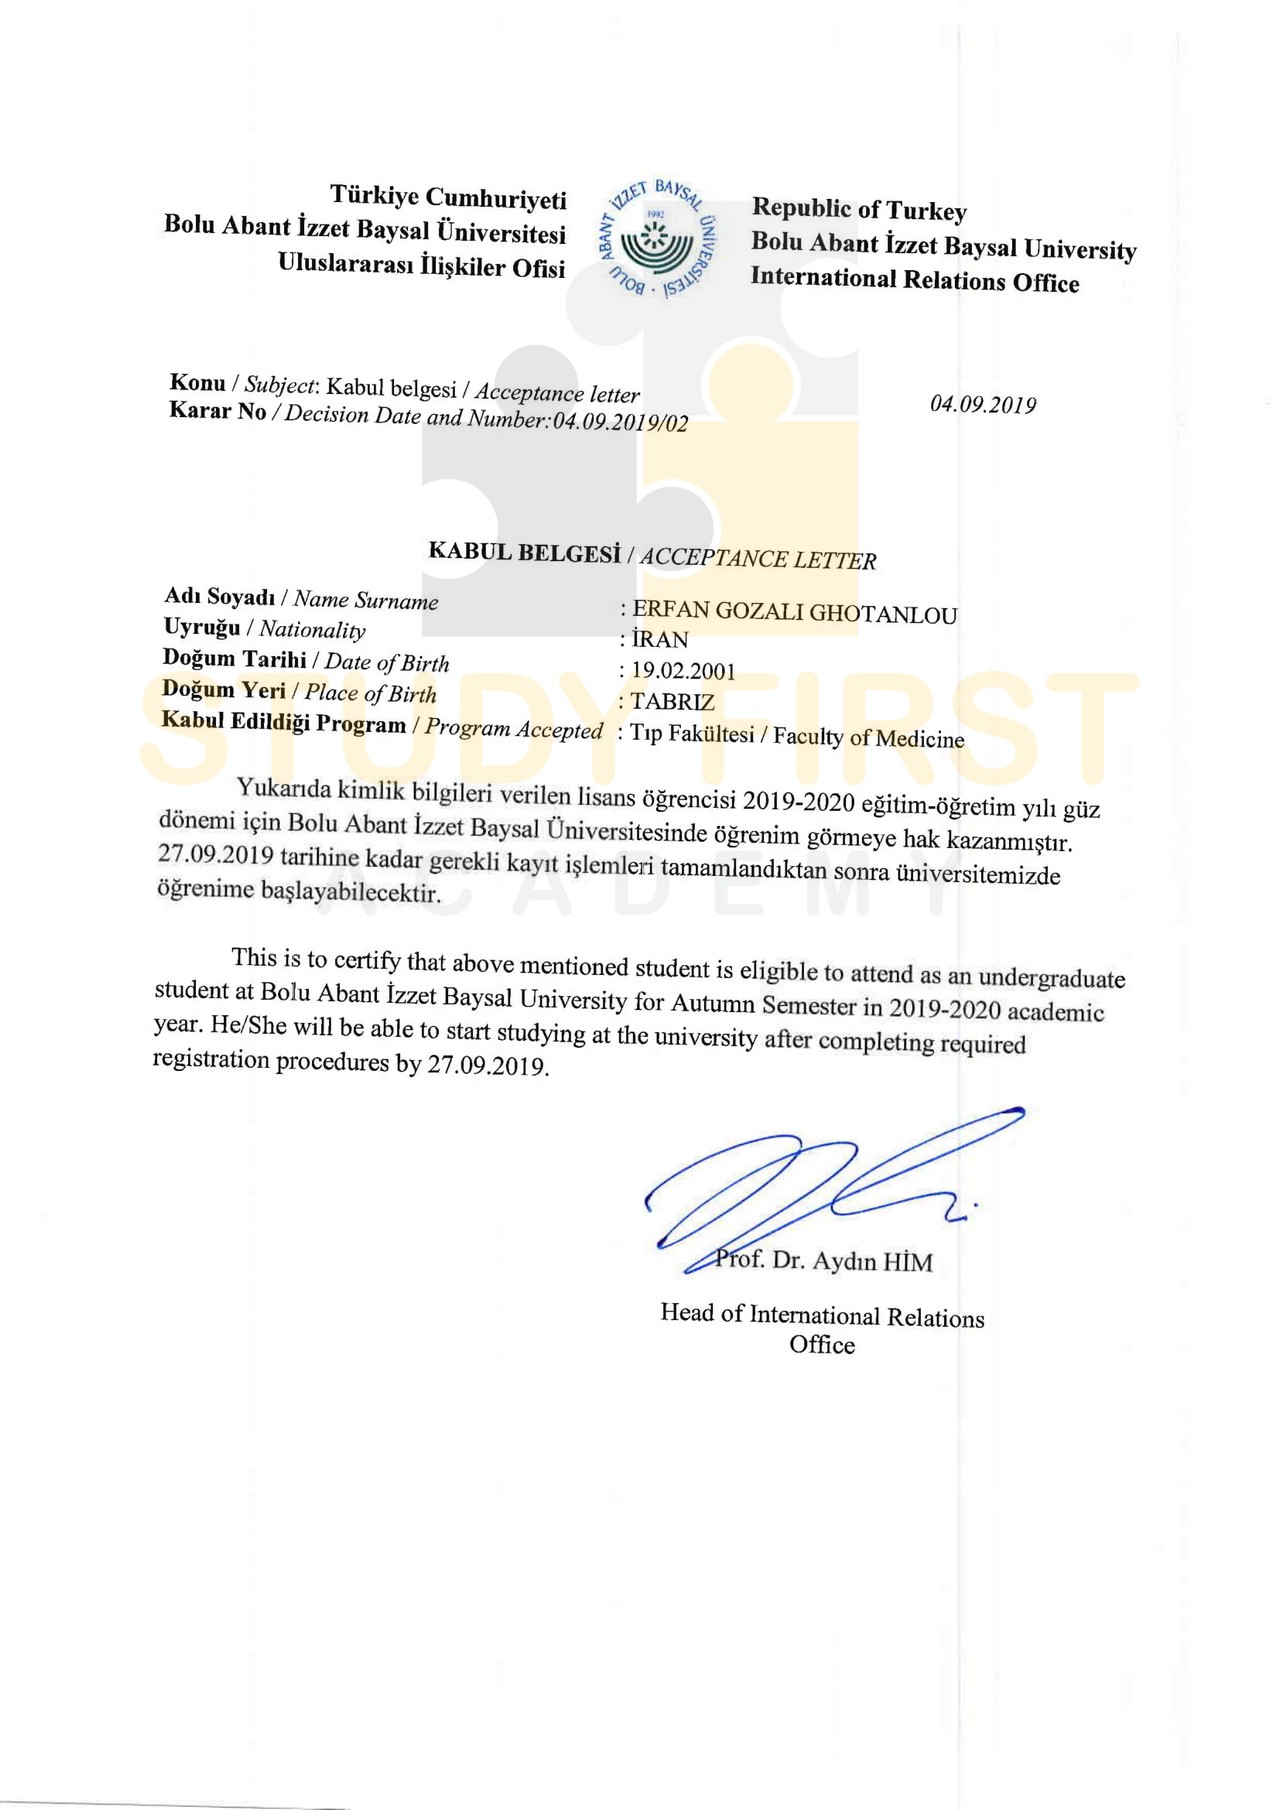 Türkiye Cumhuriyeti
Bolu Abant İzzet Baysal Üniversitesi
Uluslararası İlişkiler Ofisi
BOLU ABANT İZZET BAYSAL ÜNİVERSİTESİ
1992
Republic of Turkey
Bolu Abant İzzet Baysal University
International Relations Office
Konu / Subject: Kabul belgesi / Acceptance letter
Karar No / Decision Date and Number:04.09.2019/02
04.09.2019
KABUL BELGESİ / ACCEPTANCE LETTER
Adı Soyadı / Name Surname : ERFAN GOZALI GHOTANLOU
Uyruğu / Nationality : İRAN
Doğum Tarihi / Date of Birth : 19.02.2001
Doğum Yeri / Place of Birth : TABRIZ
Kabul Edildiği Program / Program Accepted : Tıp Fakültesi / Faculty of Medicine
STUDY FIRST
Yukarıda kimlik bilgileri verilen lisans öğrencisi 2019-2020 eğitim-öğretim yılı güz
dönemi için Bolu Abant İzzet Baysal Üniversitesinde öğrenim görmeye hak kazanmıştır.
27.09.2019 tarihine kadar gerekli kayıt işlemleri tamamlandıktan sonra üniversitemizde
öğrenime başlayabilecektir.
ACADEMY
This is to certify that above mentioned student is eligible to attend as an undergraduate
student at Bolu Abant İzzet Baysal University for Autumn Semester in 2019-2020 academic
year. He/She will be able to start studying at the university after completing required
registration procedures by 27.09.2019.
Prof. Dr. Aydın HİM
Head of International Relations
Office